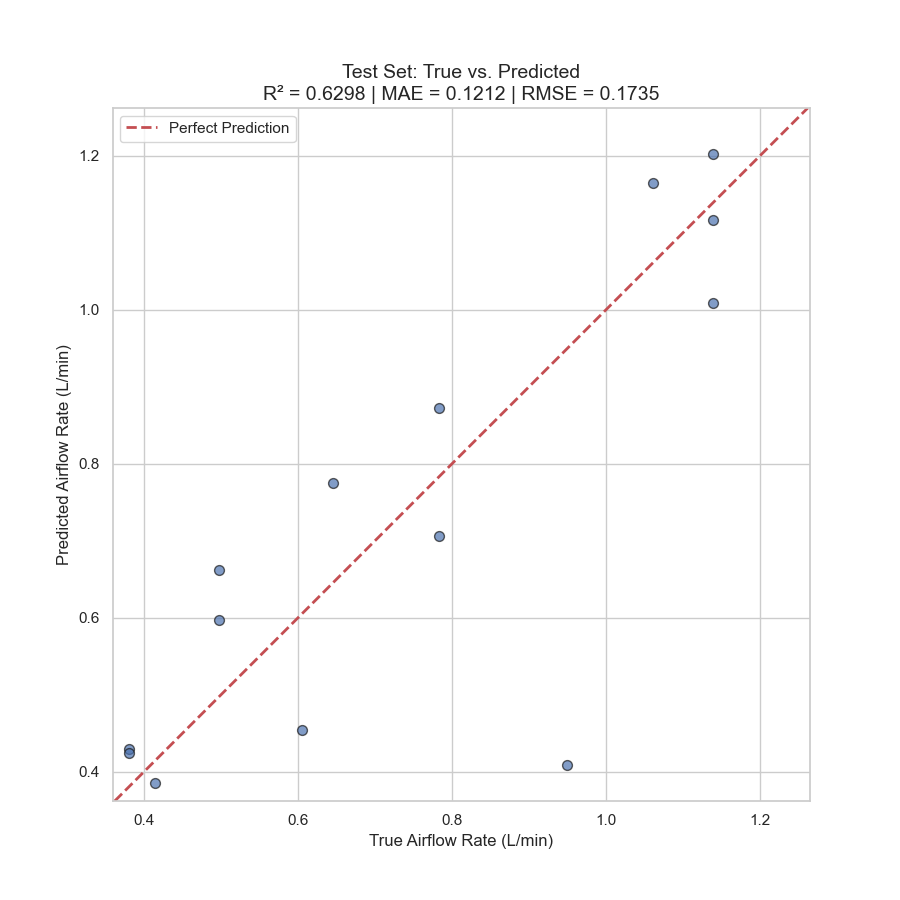 Test Set: True vs. Predicted
R² = 0.6298 | MAE = 0.1212 | RMSE = 0.1735
Perfect Prediction
1.2
1.0
0.8
0.6
0.4
Predicted Airflow Rate (L/min)
0.4 0.6 0.8 1.0 1.2
True Airflow Rate (L/min)